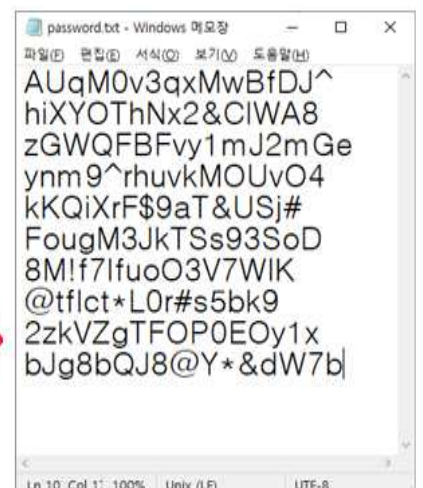 password.txt - Windows 메모장
파일(F) 편집(E) 서식(O) 보기(V) 도움말(H)
AUqM0v3qxMwBfDJ^
hiXYOThNx2&ClWA8
zGWQFBFvy1mJ2mGe
ynm9^rhuvkMOUvO4
kKQiXrF$9aT&USj#
FougM3JkTSs93SoD
8M!f7lfuoO3V7WlK
@tflct*L0r#s5bk9
2zkVZgTFOP0EOy1x
bJg8bQJ8@Y*&dW7b
Ln 10, Col 1 100% Unix (LF) UTF-8